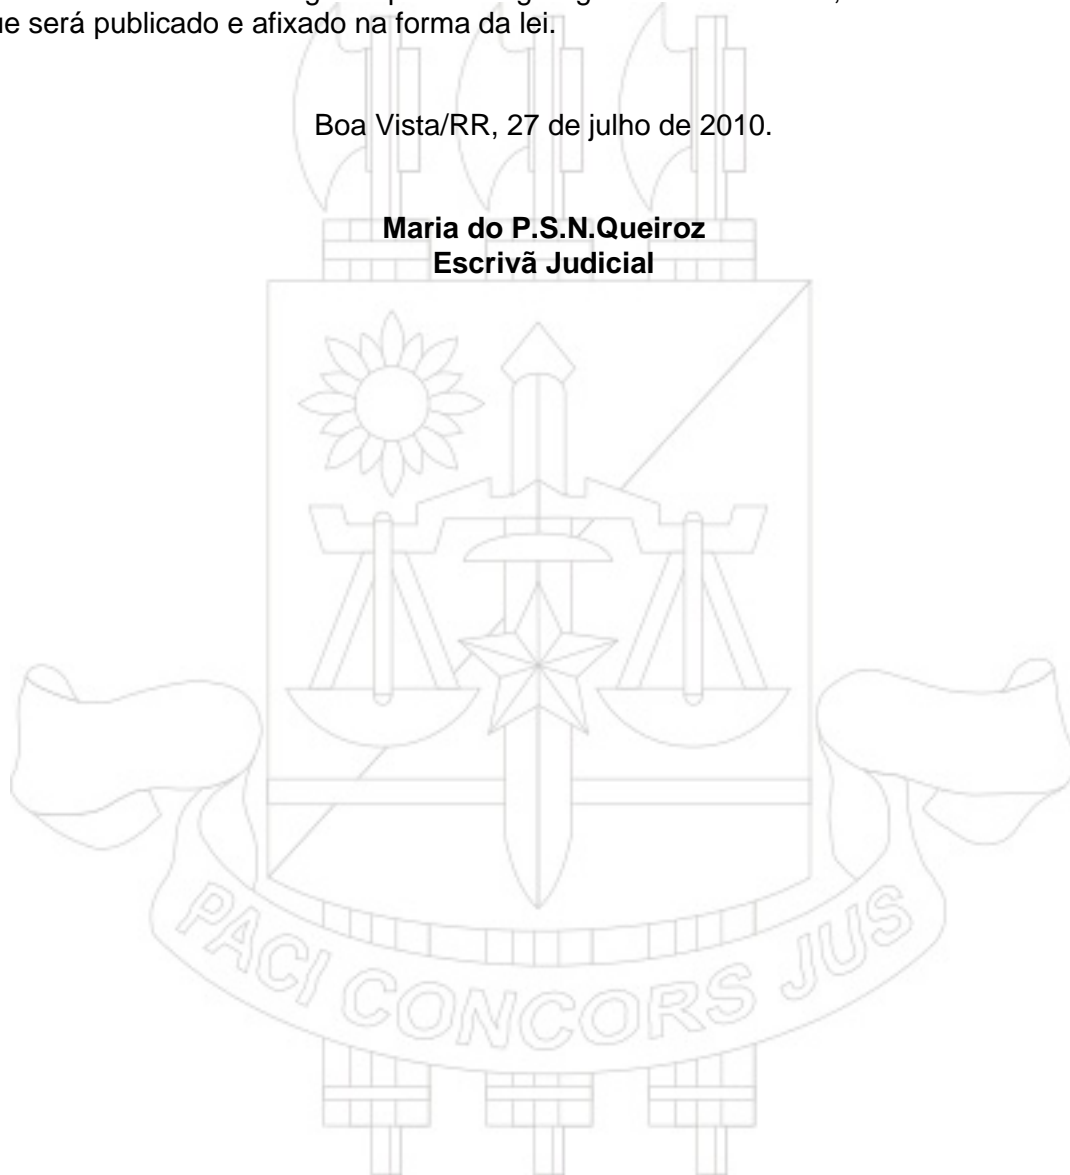 ue será publicado e afixado na forma da lei.
Boa Vista/RR, 27 de julho de 2010.
Maria do P.S.N.Queiroz
Escrivã Judicial
PACI CONCORS JUS